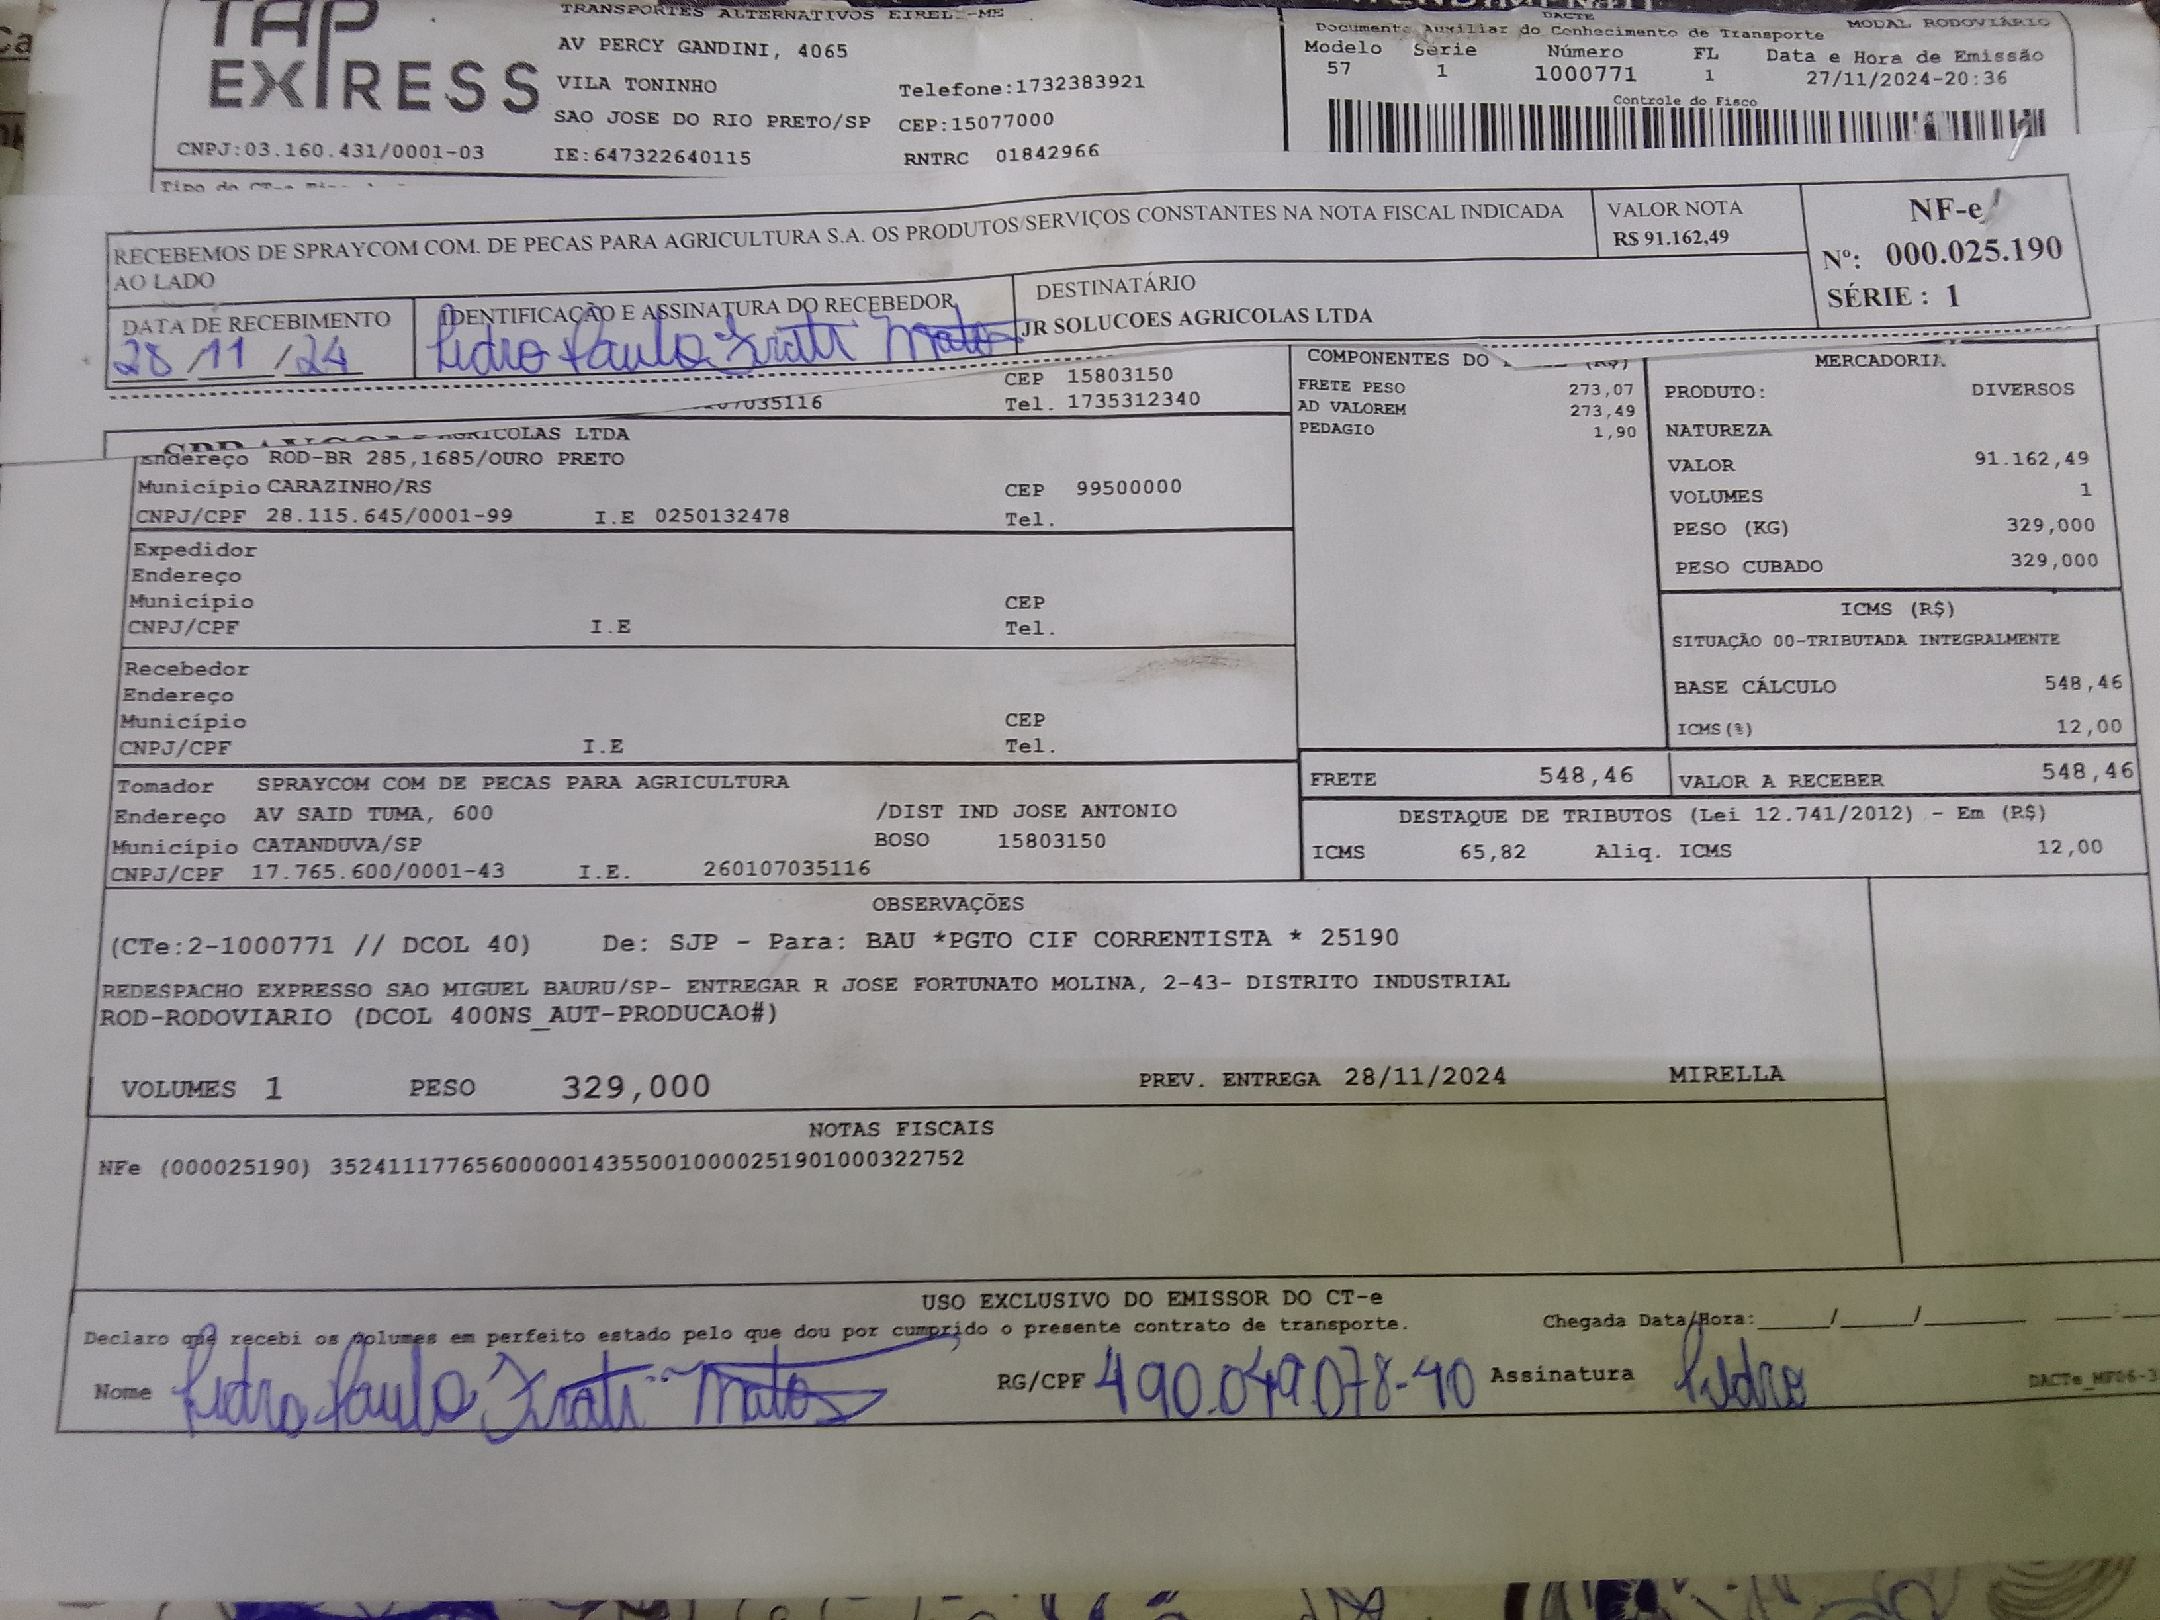 TAP EXPRESS
TRANSPORTES ALTERNATIVOS EIREL -ME
AV PERCY GANDINI, 4065
VILA TONINHO Telefone:1732383921
SAO JOSE DO RIO PRETO/SP CEP:15077000
CNPJ:03.160.431/0001-03 IE:647322640115 RNTRC 01842966
DACTE MODAL RODOVIÁRIO
Documento Auxiliar do Conhecimento de Transporte
Modelo Série Número FL Data e Hora de Emissão
57 1 1000771 1 27/11/2024-20:36
Controle do Fisco
RECEBEMOS DE SPRAYCOM COM. DE PECAS PARA AGRICULTURA S.A. OS PRODUTOS/SERVIÇOS CONSTANTES NA NOTA FISCAL INDICADA
AO LADO
VALOR NOTA
R$ 91.162,49
NF-e
Nº: 000.025.190
SÉRIE : 1
DATA DE RECEBIMENTO
28/11/24
IDENTIFICAÇÃO E ASSINATURA DO RECEBEDOR
Pedro Paulo Mattos
DESTINATÁRIO
JR SOLUCOES AGRICOLAS LTDA
CEP 15803150
07035116 Tel. 1735312340
AGRICOLAS LTDA
Endereço ROD-BR 285,1685/OURO PRETO
Município CARAZINHO/RS CEP 99500000
CNPJ/CPF 28.115.645/0001-99 I.E 0250132478 Tel.
Expedidor
Endereço
Município CEP
CNPJ/CPF I.E Tel.
Recebedor
Endereço
Município CEP
CNPJ/CPF I.E Tel.
Tomador SPRAYCOM COM DE PECAS PARA AGRICULTURA
Endereço AV SAID TUMA, 600 /DIST IND JOSE ANTONIO
Município CATANDUVA/SP BOSO 15803150
CNPJ/CPF 17.765.600/0001-43 I.E. 260107035116
COMPONENTES DO (R$)
FRETE PESO 273,07
AD VALOREM 273,49
PEDAGIO 1,90
MERCADORIA
PRODUTO: DIVERSOS
NATUREZA
VALOR 91.162,49
VOLUMES 1
PESO (KG) 329,000
PESO CUBADO 329,000
ICMS (R$)
SITUAÇÃO 00-TRIBUTADA INTEGRALMENTE
BASE CÁLCULO 548,46
ICMS(%) 12,00
FRETE 548,46 VALOR A RECEBER 548,46
DESTAQUE DE TRIBUTOS (Lei 12.741/2012) - Em (R$)
ICMS 65,82 Aliq. ICMS 12,00
OBSERVAÇÕES
(CTe:2-1000771 // DCOL 40) De: SJP - Para: BAU *PGTO CIF CORRENTISTA * 25190
REDESPACHO EXPRESSO SAO MIGUEL BAURU/SP- ENTREGAR R JOSE FORTUNATO MOLINA, 2-43- DISTRITO INDUSTRIAL
ROD-RODOVIARIO (DCOL 400NS_AUT-PRODUCAO#)
VOLUMES 1 PESO 329,000 PREV. ENTREGA 28/11/2024 MIRELLA
NOTAS FISCAIS
NFe (000025190) 35241117765600000143550010000251901000322752
USO EXCLUSIVO DO EMISSOR DO CT-e
Declaro que recebi os volumes em perfeito estado pelo que dou por cumprido o presente contrato de transporte. Chegada Data/Hora:____/____/____ ___:
Nome Pedro Paulo Mattos RG/CPF 490.049.078-40 Assinatura Pedro
DACTe_MF06-3